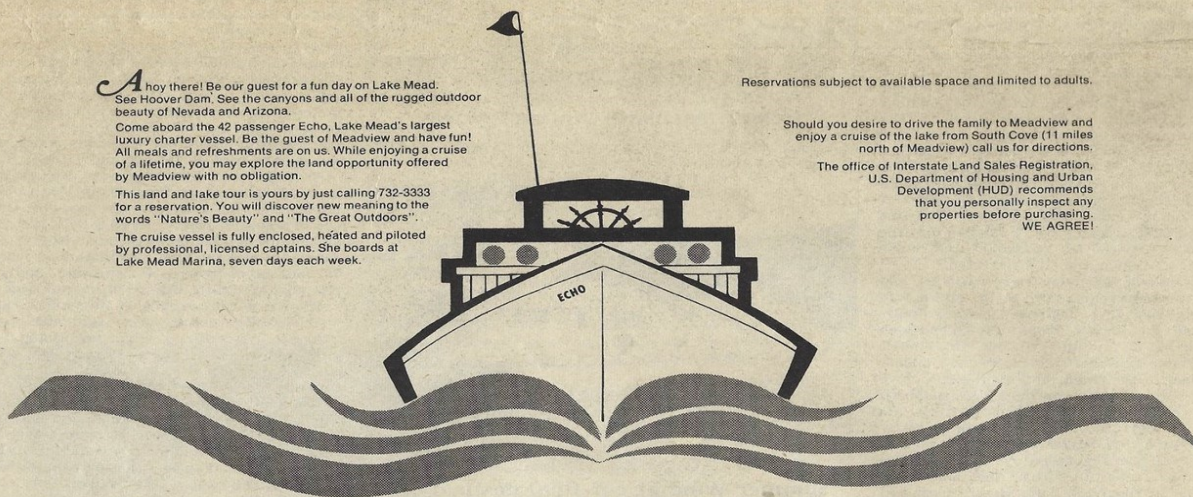 Ahoy there! Be our guest for a fun day on Lake Mead.
See Hoover Dam. See the canyons and all of the rugged outdoor
beauty of Nevada and Arizona.
Come aboard the 42 passenger Echo, Lake Mead's largest
luxury charter vessel. Be the guest of Meadview and have fun!
All meals and refreshments are on us. While enjoying a cruise
of a lifetime, you may explore the land opportunity offered
by Meadview with no obligation.
This land and lake tour is yours by just calling 732-3333
for a reservation. You will discover new meaning to the
words "Nature's Beauty" and "The Great Outdoors".
The cruise vessel is fully enclosed, heated and piloted
by professional, licensed captains. She boards at
Lake Mead Marina, seven days each week.
Reservations subject to available space and limited to adults.
Should you desire to drive the family to Meadview and
enjoy a cruise of the lake from South Cove (11 miles
north of Meadview) call us for directions.
The office of Interstate Land Sales Registration,
U.S. Department of Housing and Urban
Development (HUD) recommends
that you personally inspect any
properties before purchasing.
WE AGREE!
ECHO